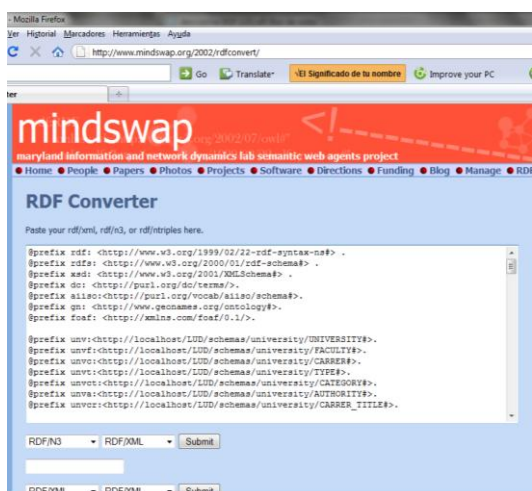 - Mozilla Firefox
Ver Historial Marcadores Herramientas Ayuda
http://www.mindswap.org/2002/rdfconvert/
Go Translate El Significado de tu nombre Improve your PC
ter
mindswap
maryland information and network dynamics lab semantic web agents project
Home People Papers Photos Projects Software Directions Funding Blog Manage RD
RDF Converter
Paste your rdf/xml, rdf/n3, or rdf/ntriples here.
@prefix rdf: <http://www.w3.org/1999/02/22-rdf-syntax-ns#> .
@prefix rdfs: <http://www.w3.org/2000/01/rdf-schema#> .
@prefix xsd: <http://www.w3.org/2001/XMLSchema#> .
@prefix dc: <http://purl.org/dc/terms/>.
@prefix aiiso:<http://purl.org/vocab/aiiso/schema#>.
@prefix gn: <http://www.geonames.org/ontology#>.
@prefix foaf: <http://xmlns.com/foaf/0.1/>.
@prefix unv:<http://localhost/LUD/schemas/university/UNIVERSITY#>.
@prefix unvf:<http://localhost/LUD/schemas/university/FACULTY#>.
@prefix unvc:<http://localhost/LUD/schemas/university/CARRER#>.
@prefix unvt:<http://localhost/LUD/schemas/university/TYPE#>.
@prefix unvct:<http://localhost/LUD/schemas/university/CATEGORY#>.
@prefix unva:<http://localhost/LUD/schemas/university/AUTHORITY#>.
@prefix unvcr:<http://localhost/LUD/schemas/university/CARRER_TITLE#>.
RDF/N3 RDF/XML Submit
RDF/XML RDF/XML Submit